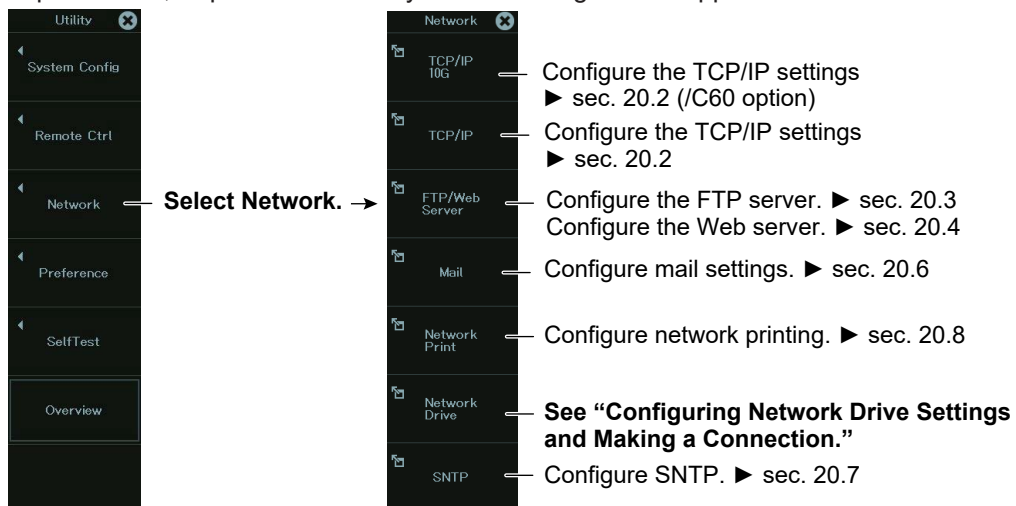 Utility
System Config
Remote Ctrl
Network
Preference
SelfTest
Overview
Select Network.
Network
TCP/IP
10G
Configure the TCP/IP settings
► sec. 20.2 (/C60 option)
TCP/IP
Configure the TCP/IP settings
► sec. 20.2
FTP/Web
Server
Configure the FTP server. ► sec. 20.3
Configure the Web server. ► sec. 20.4
Mail
Configure mail settings. ► sec. 20.6
Network
Print
Configure network printing. ► sec. 20.8
Network
Drive
See “Configuring Network Drive Settings
and Making a Connection.”
SNTP
Configure SNTP. ► sec. 20.7